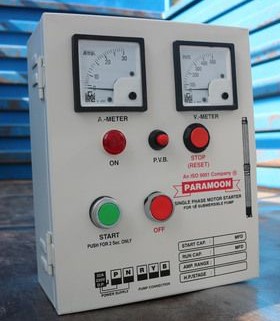 A.-METER
V.-METER
ON
P.V.B.
STOP
(RESET)
An ISO 9001 Company
PARAMOON
SINGLE PHASE MOTOR STARTER
FOR 1Ø SUBMERSIBLE PUMP
START
PUSH FOR 2 Sec. ONLY
OFF
P N R Y B
POWER SUPPLY
PUMP CONNECTION
START CAP. MFD
RUN CAP. MFD
AMP. RANGE
H.P./STAGE